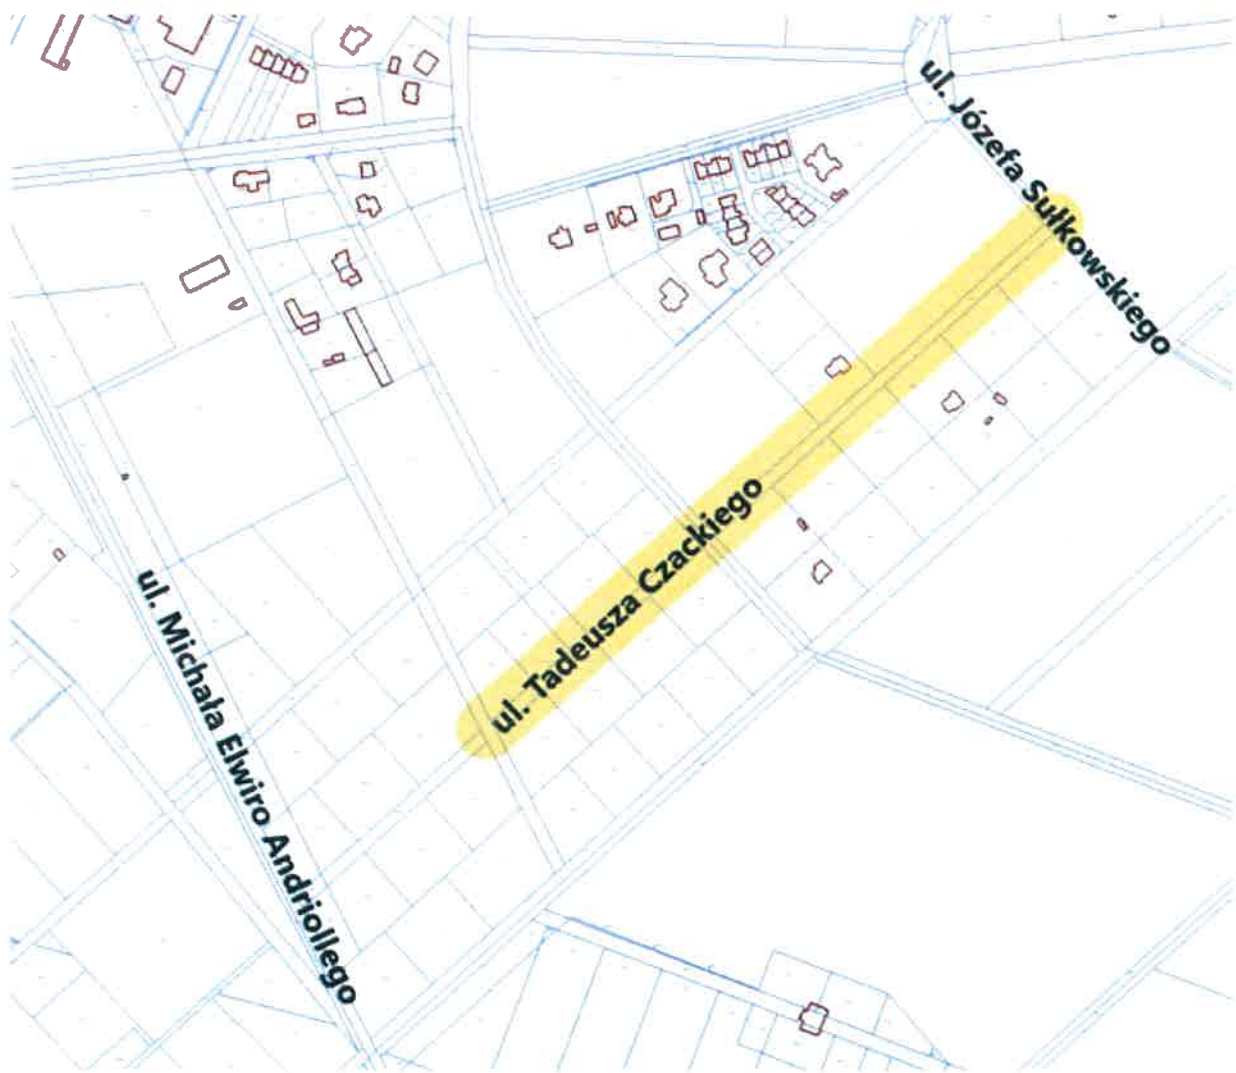 ul. Józefa Sułkowskiego
ul. Tadeusza Czackiego
ul. Michała Elwiro Andriollego